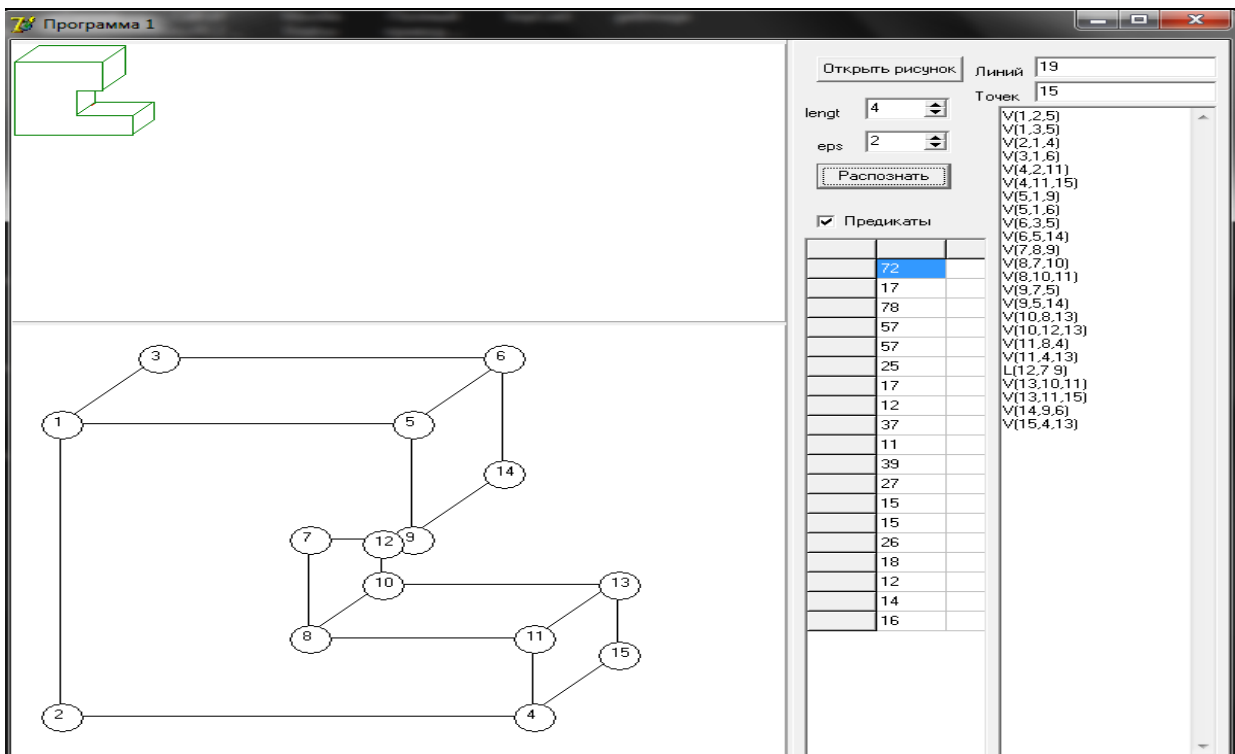 Программа 1
Открыть рисунок
Линий 19
Точек 15
lengt 4
eps 2
Распознать
Предикаты
72
17
78
57
57
25
17
12
37
11
39
27
15
15
26
18
12
14
16
V(1,2,5)
V(1,3,5)
V(2,1,4)
V(3,1,6)
V(4,2,11)
V(4,11,15)
V(5,1,9)
V(5,1,6)
V(6,3,5)
V(6,5,14)
V(7,8,9)
V(8,7,10)
V(8,10,11)
V(9,7,5)
V(9,5,14)
V(10,8,13)
V(10,12,13)
V(11,8,4)
V(11,4,13)
L(12,7 9)
V(13,10,11)
V(13,11,15)
V(14,9,6)
V(15,4,13)
3
6
1
5
14
7
12
9
10
13
8
11
15
2
4